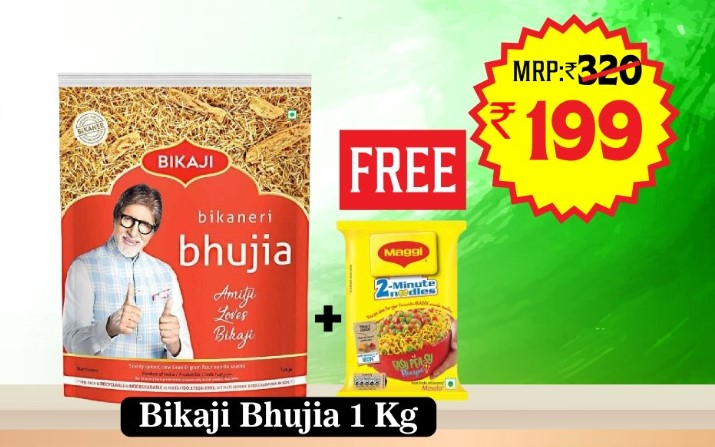 MRP:₹320
₹199
FREE
BIKANER
BIKAJI
bikaneri
bhujia
Amitji
Loves
Bikaji
+
Maggi
2-Minute
noodles
Masala
Bikaji Bhujia 1 Kg